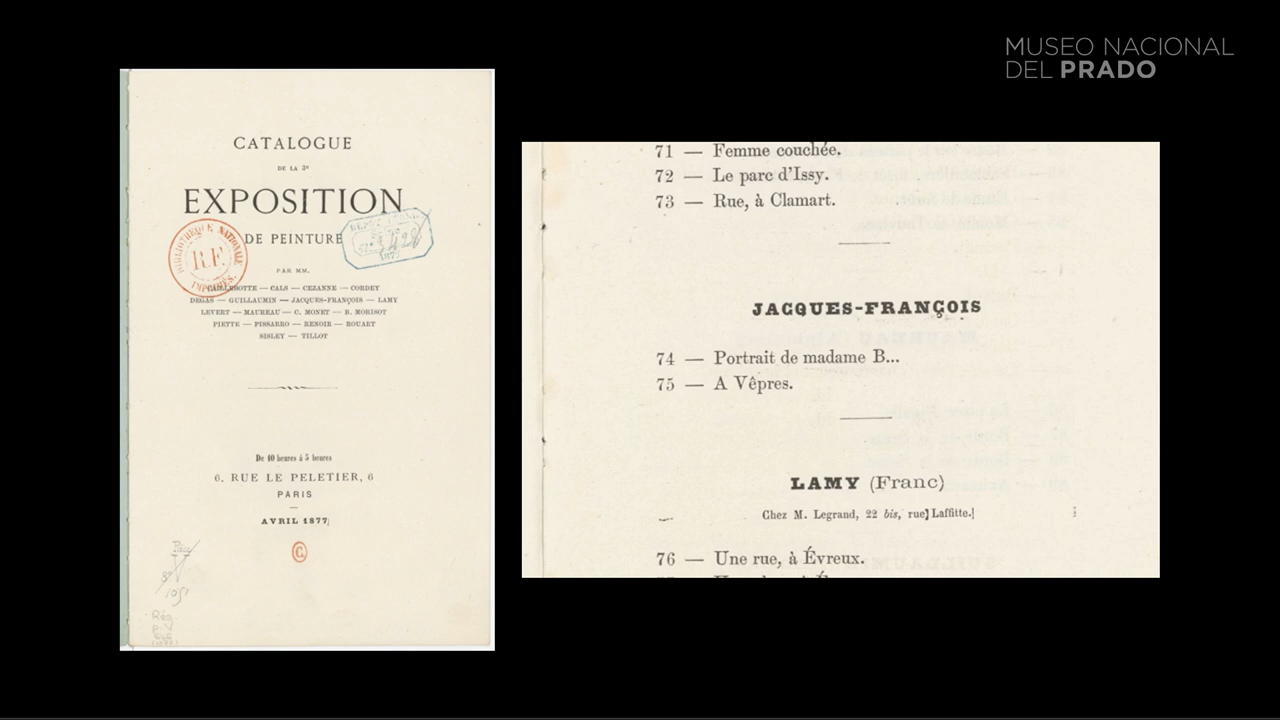 MUSEO NACIONAL
DEL PRADO
CATALOGUE
DE LA 3e
EXPOSITION
DE PEINTURE
BIBLIOTHÈQUE NATIONALE
R.F.
IMPRIMÉS.
PAR MM.
CAILLEBOTTE — CALS — CEZANNE — CORDEY
DEGAS — GUILLAUMIN — JACQUES-FRANÇOIS — LAMY
LEVERT — MAUREAU — C. MONET — B. MORISOT
PIETTE — PISSARRO — RENOIR — ROUART
SISLEY — TILLOT
De 10 heures à 5 heures
6, RUE LE PELETIER, 6
PARIS
AVRIL 1877
71 — Femme couchée.
72 — Le parc d'Issy.
73 — Rue, à Clamart.
JACQUES-FRANÇOIS
74 — Portrait de madame B...
75 — A Vêpres.
LAMY (Franc)
Chez M. Legrand, 22 bis, rue Laffitte.
76 — Une rue, à Évreux.